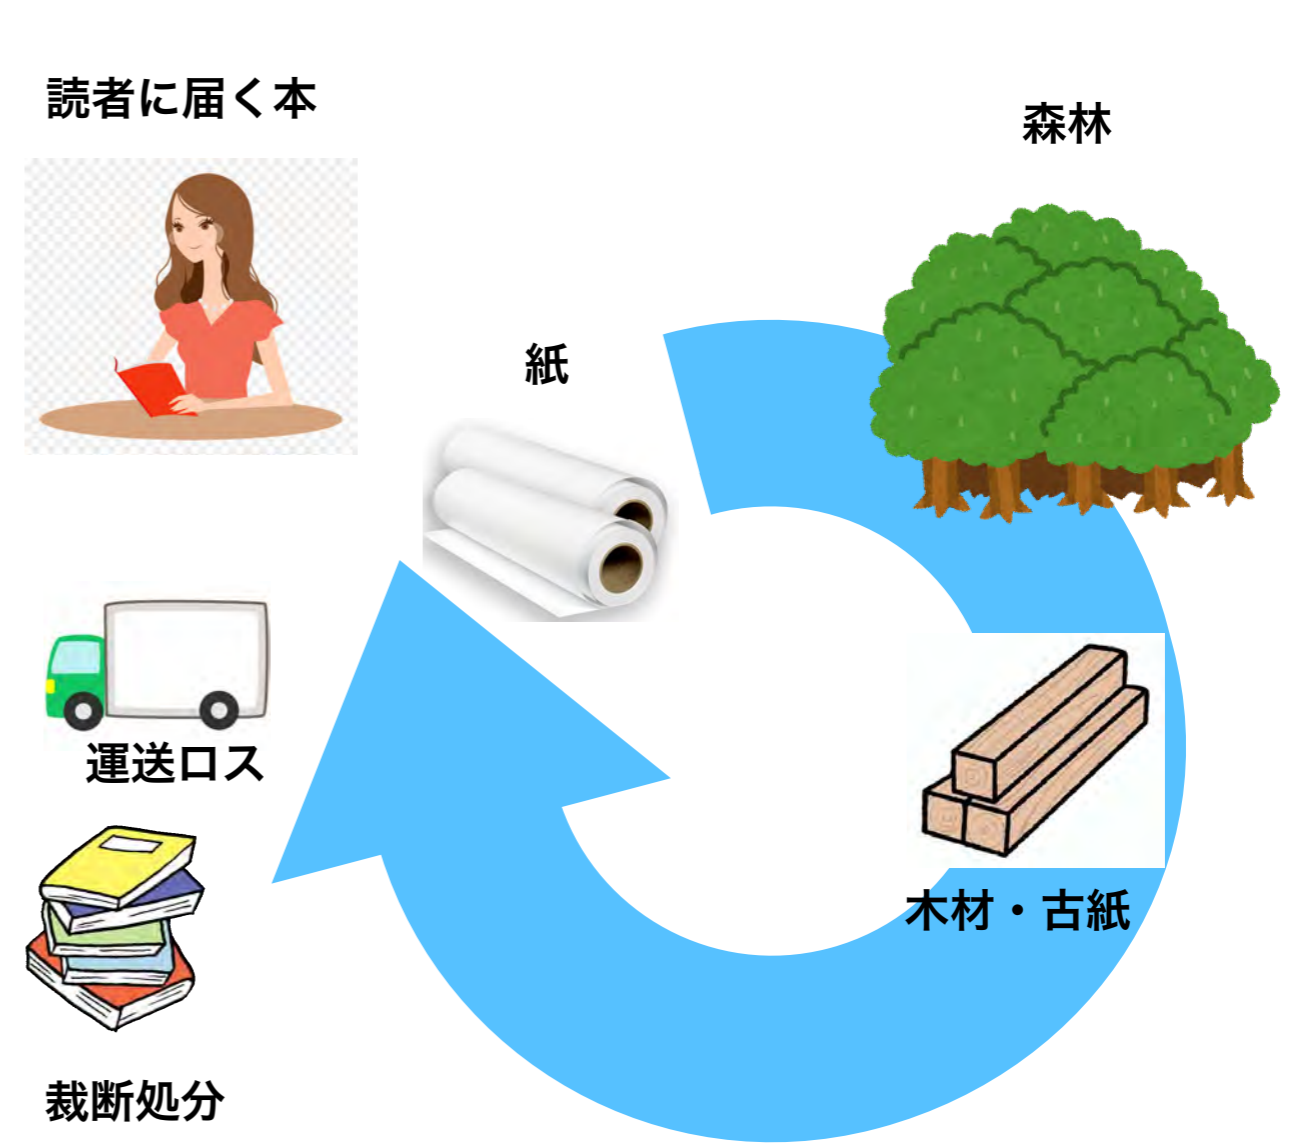 読者に届く本
森林
紙
運送ロス
木材・古紙
裁断処分